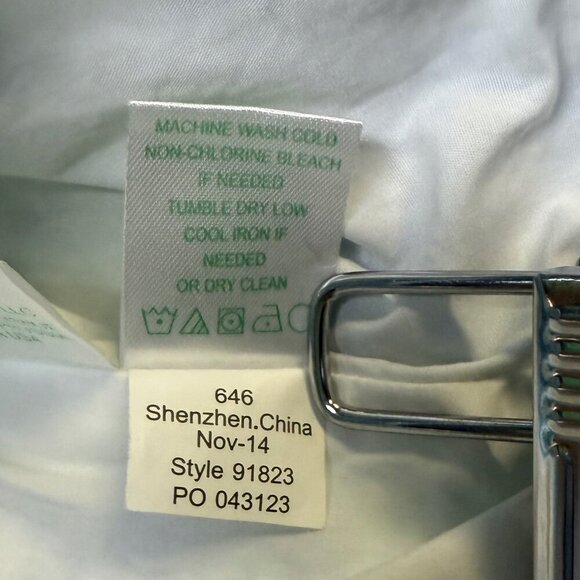 MACHINE WASH COLD
NON-CHLORINE BLEACH
IF NEEDED
TUMBLE DRY LOW
COOL IRON IF
NEEDED
OR DRY CLEAN
646
Shenzhen.China
Nov-14
Style 91823
PO 043123